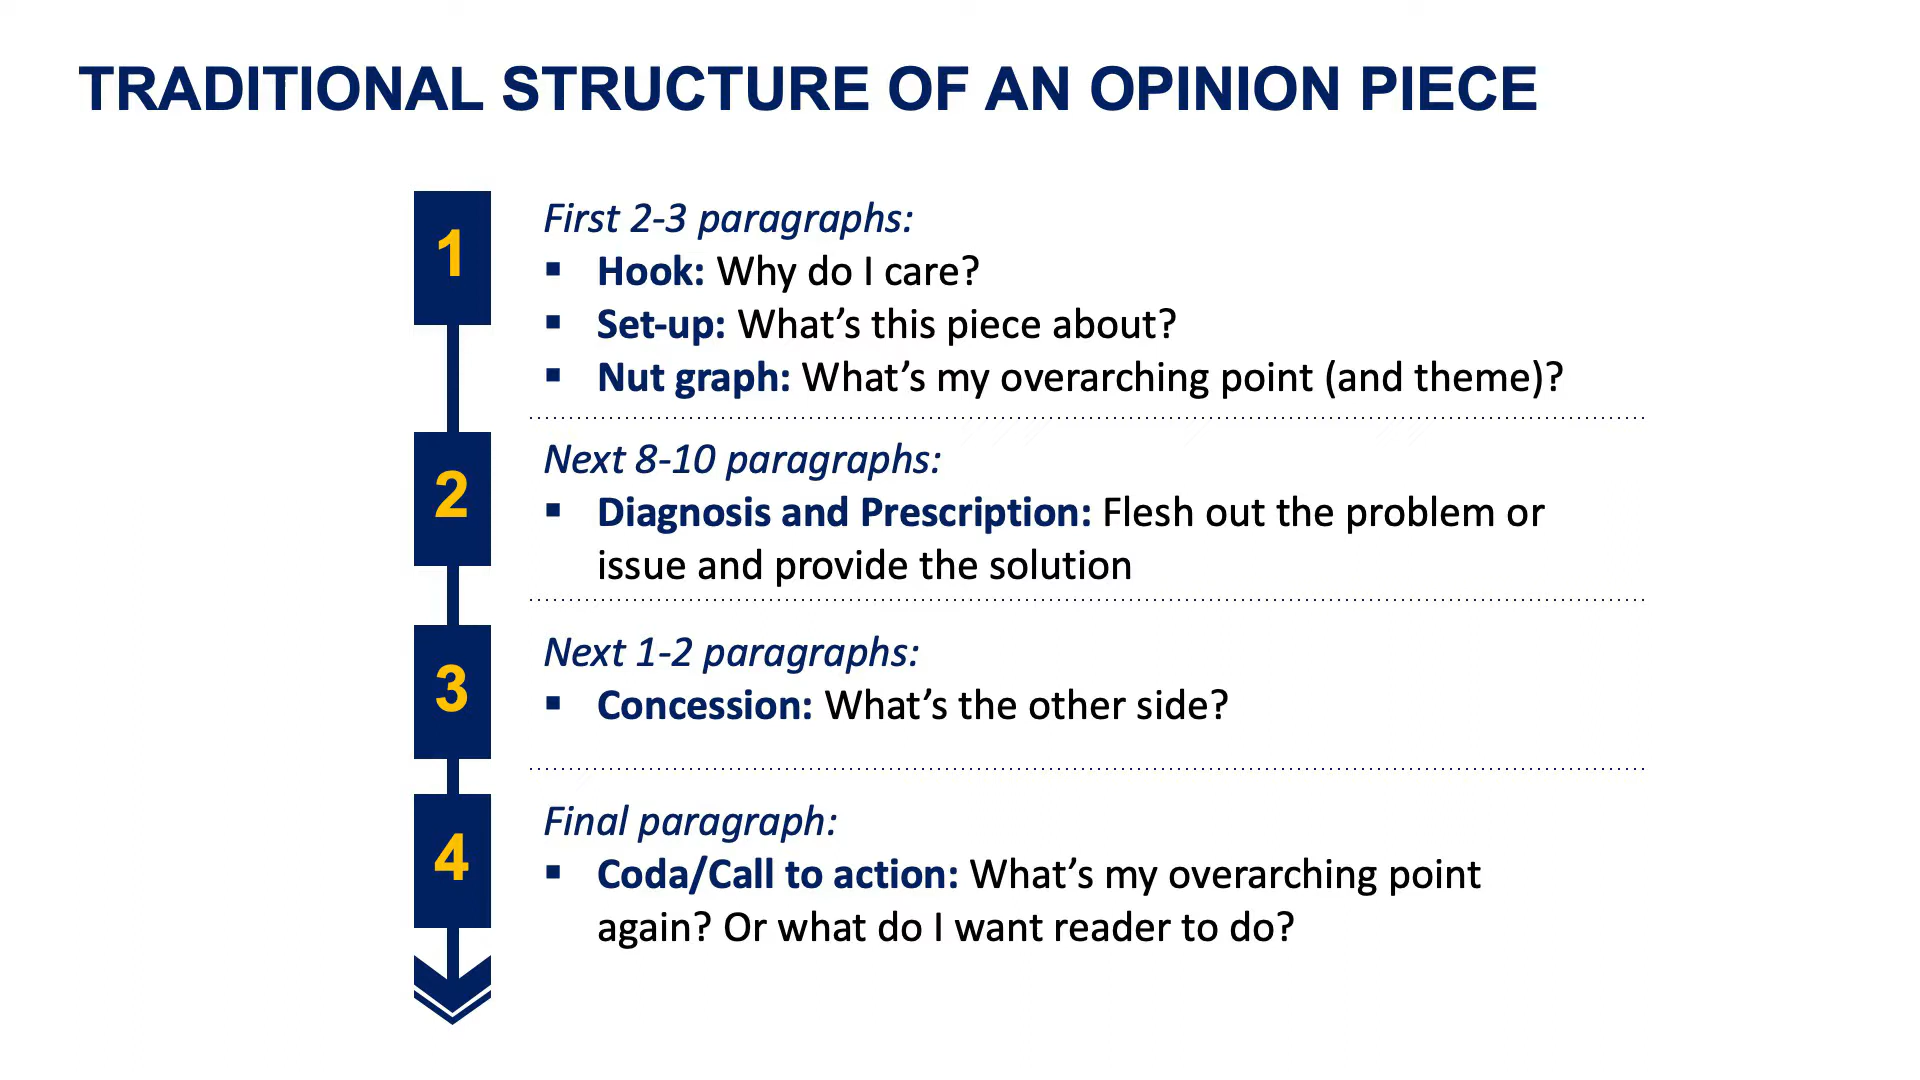 TRADITIONAL STRUCTURE OF AN OPINION PIECE
1
First 2-3 paragraphs:
▪ Hook: Why do I care?
▪ Set-up: What’s this piece about?
▪ Nut graph: What’s my overarching point (and theme)?
2
Next 8-10 paragraphs:
▪ Diagnosis and Prescription: Flesh out the problem or
issue and provide the solution
3
Next 1-2 paragraphs:
▪ Concession: What’s the other side?
4
Final paragraph:
▪ Coda/Call to action: What’s my overarching point
again? Or what do I want reader to do?